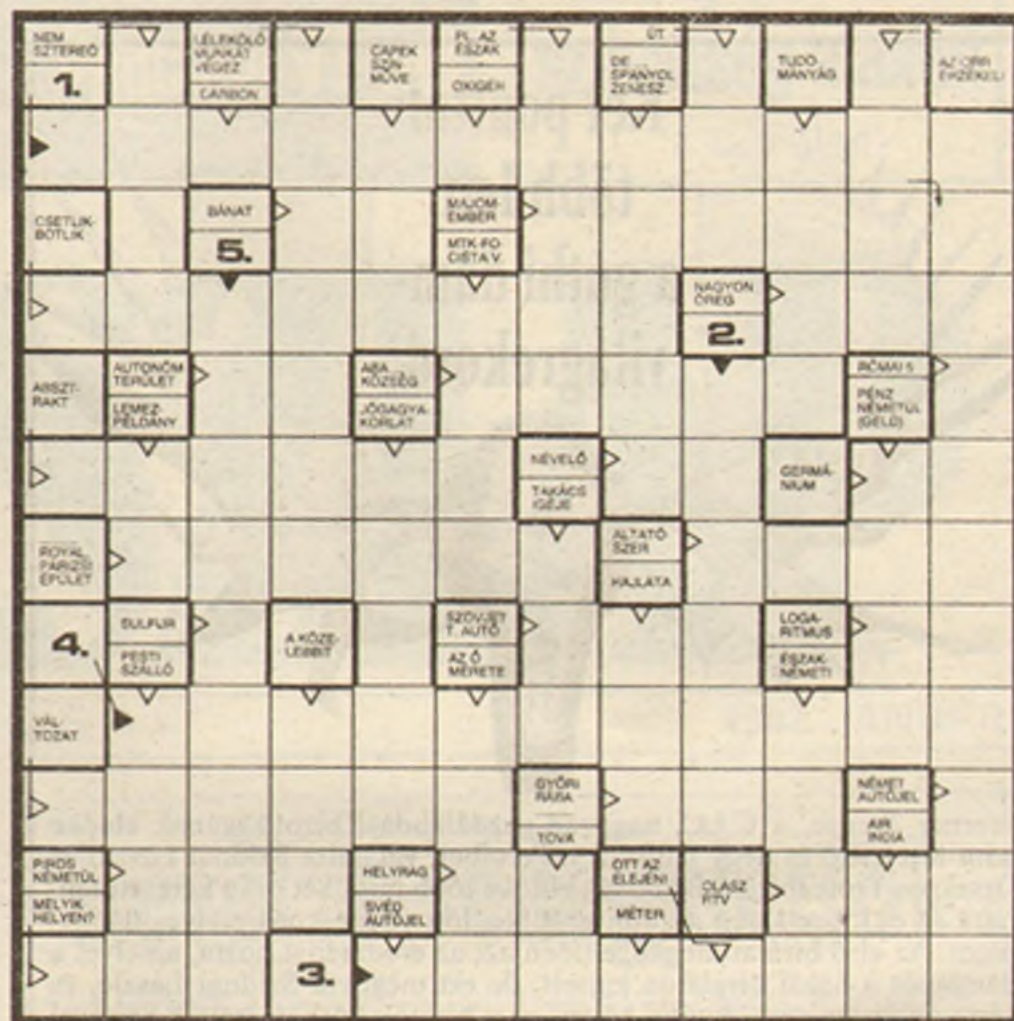 NEM
SZTEREÓ
1.
LÉLEKÖLŐ
MUNKÁT
VÉGEZ
CARBON
CAPEK
SZÍN
MŰVE
PL. AZ
ÉSZAK
OXIGÉN
ÚT
DE
SPANYOL
ZENESZ.
TUDO
MÁNYÁG
AZ ORR
ÉRZÉKELI
CSETLIK-
BOTLIK
BÁNAT
5.
MAJOM-
EMBER
MTK-FO
CISTA V.
NAGYON
ÖREG
2.
ABSZT-
RAKT
AUTONÓM
TERÜLET
LEMEZ-
PÉLDÁNY
ABA
KÖZSÉG
JÓGAGYA-
KORLAT
RÓMAI 5
PÉNZ
NÉMETÜL
(GELD)
NÉVELŐ
TAKÁCS
IGÉJE
GERMÁ-
NIUM
ROYAL
PÁRIZSI
ÉPÜLET
ALTATÓ
SZER
HAJLATA
4.
SULFUR
PESTI
SZÁLLÓ
A KÖZE-
LEBBIT
SZOVJET
T. AUTÓ
AZ Ő
MÉRETE
LOGA-
RITMUS
ÉSZAK-
NÉMETI
VÁL-
TOZAT
GYŐRI
RÁBA
TOVA
NÉMET
AUTÓJEL
AIR
INDIA
PIROS
NÉMETÜL
MELYIK
HELYEN?
HELYRAG
SVÉD
AUTÓJEL
OTT AZ
ELEJÉN!
MÉTER
OLASZ
RTV
3.